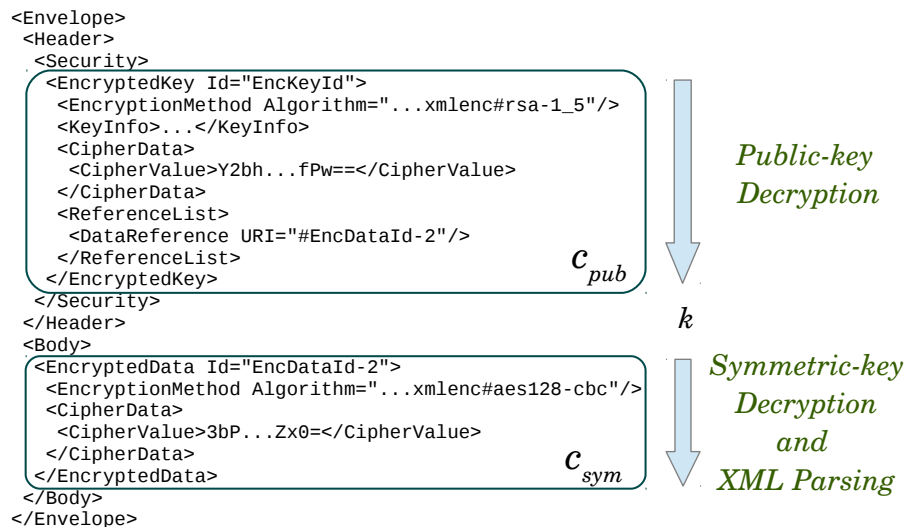 <Envelope>
<Header>
<Security>
<EncryptedKey Id="EncKeyId">
<EncryptionMethod Algorithm="...xmlenc#rsa-1_5"/>
<KeyInfo>...</KeyInfo>
<CipherData>
<CipherValue>Y2bh...fPw==</CipherValue>
</CipherData>
<ReferenceList>
<DataReference URI="#EncDataId-2"/>
</ReferenceList>
</EncryptedKey>
c pub
</Security>
</Header>
<Body>
<EncryptedData Id="EncDataId-2">
<EncryptionMethod Algorithm="...xmlenc#aes128-cbc"/>
<CipherData>
<CipherValue>3bP...Zx0=</CipherValue>
</CipherData>
</EncryptedData>
c sym
</Body>
</Envelope>
Public-key
Decryption
k
Symmetric-key
Decryption
and
XML Parsing